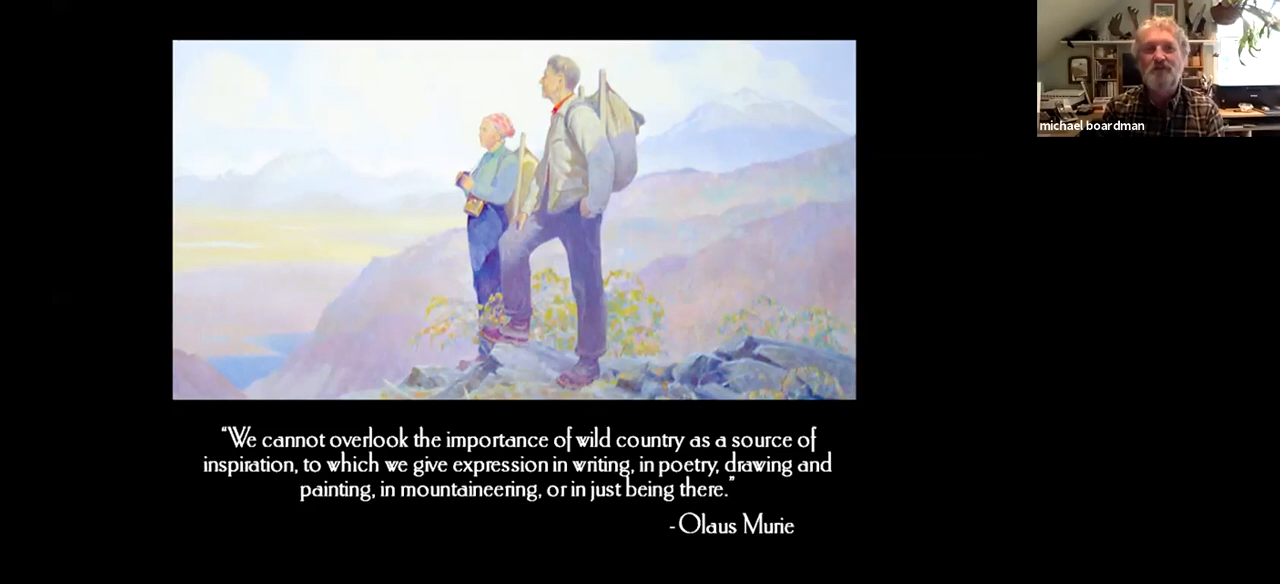 michael boardman
“We cannot overlook the importance of wild country as a source of
inspiration, to which we give expression in writing, in poetry, drawing and
painting, in mountaineering, or in just being there.”
-Olaus Murie